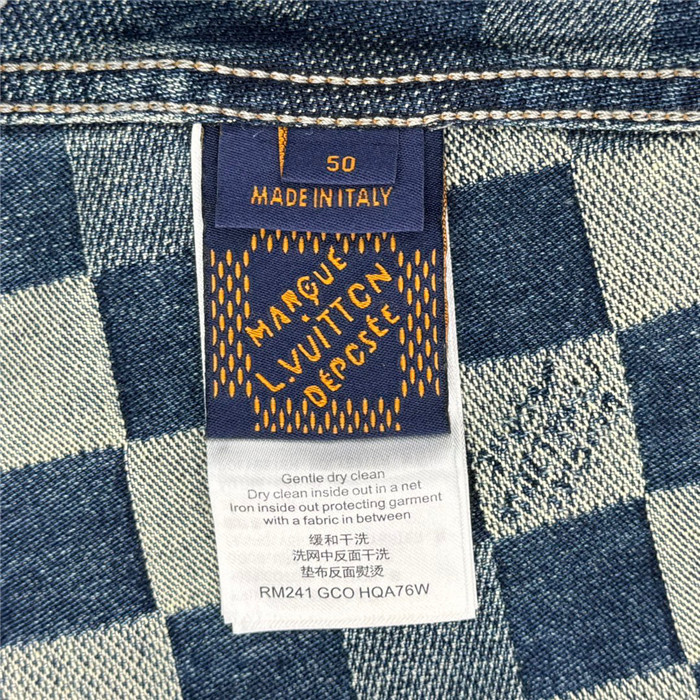 50
MADE IN ITALY
MARQUE
L.VUITTON
DÉPOSÉE
Gentle dry clean
Dry clean inside out in a net
Iron inside out protecting garment
with a fabric in between
缓和干洗
洗网中反面干洗
垫布反面熨烫
RM241 GCO HQA76W